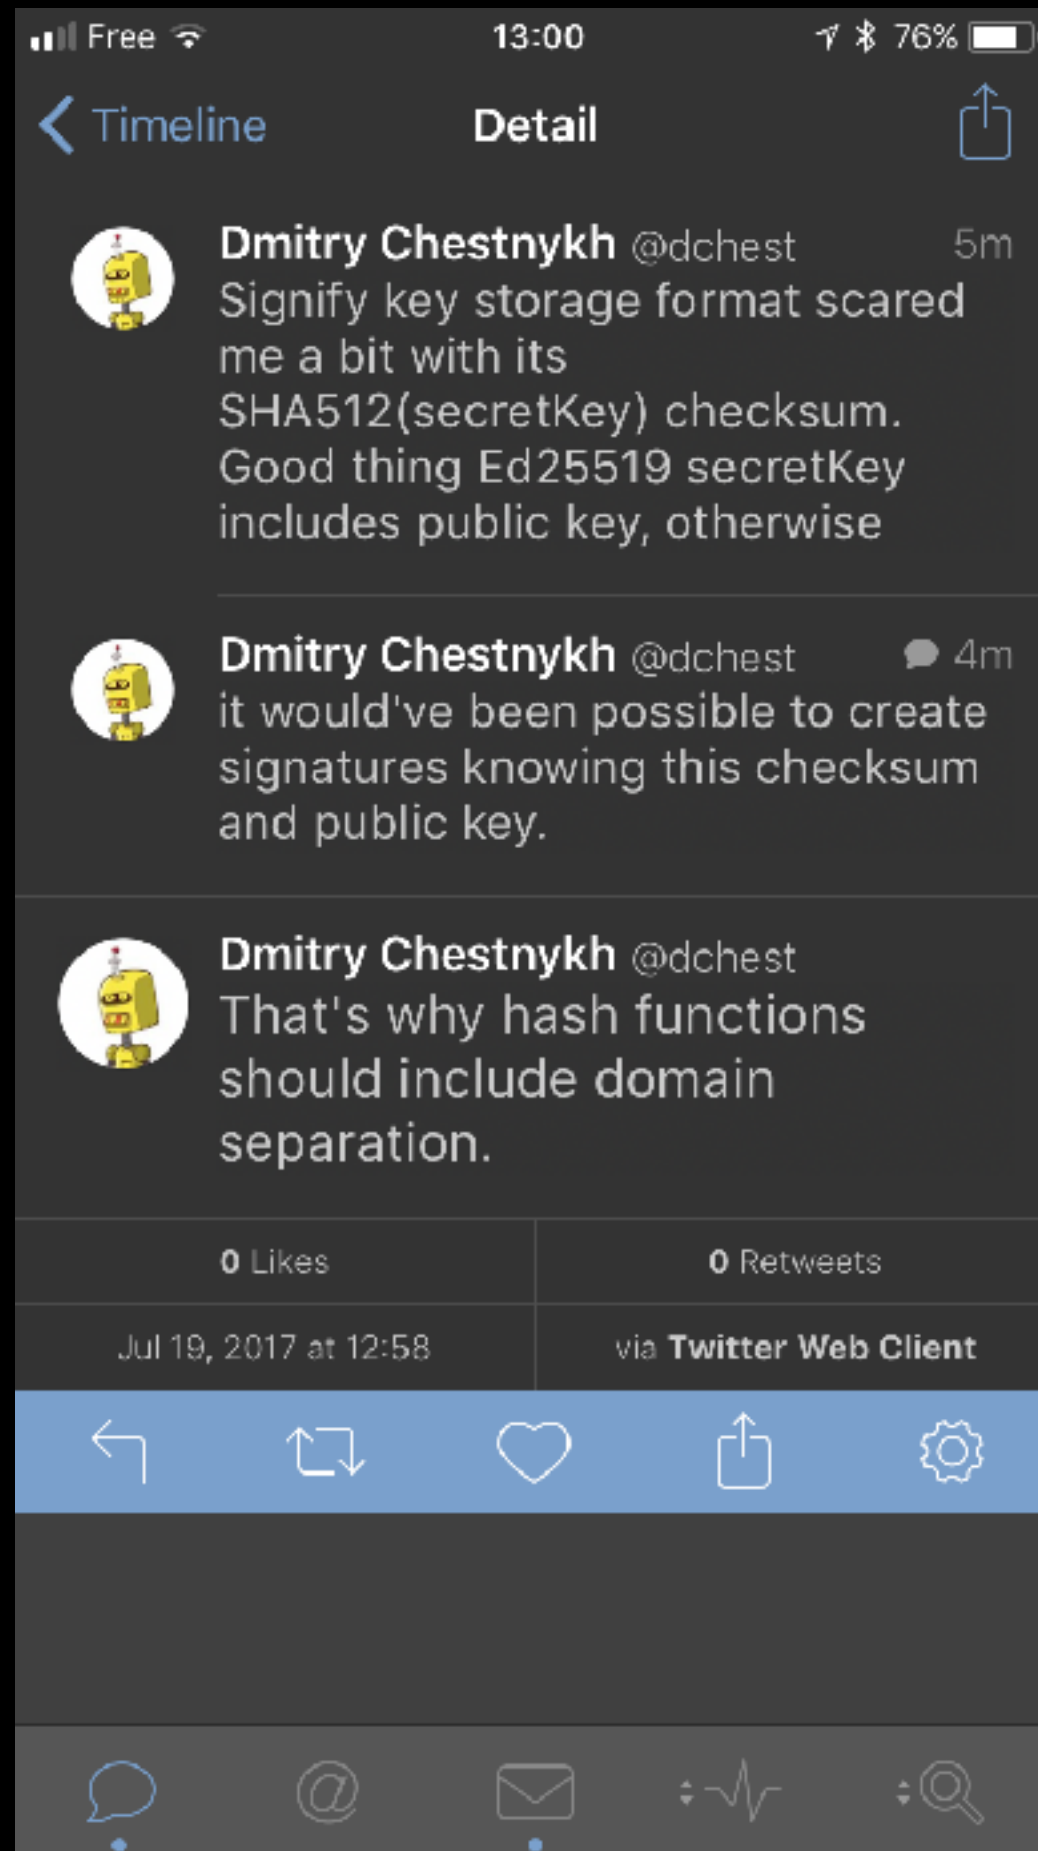 Free 13:00 76%
Timeline Detail
Dmitry Chestnykh @dchest 5m
Signify key storage format scared
me a bit with its
SHA512(secretKey) checksum.
Good thing Ed25519 secretKey
includes public key, otherwise
Dmitry Chestnykh @dchest 4m
it would've been possible to create
signatures knowing this checksum
and public key.
Dmitry Chestnykh @dchest
That's why hash functions
should include domain
separation.
0 Likes 0 Retweets
Jul 19, 2017 at 12:58 via Twitter Web Client